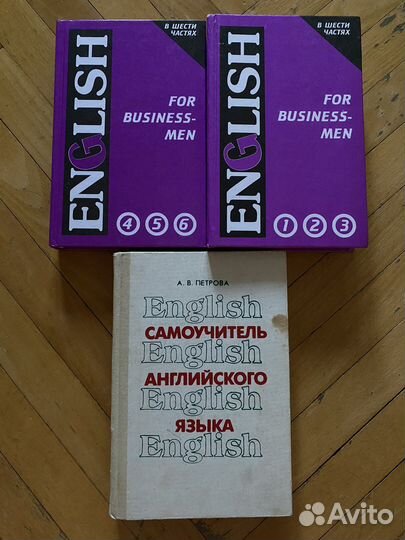 ENGLISH
В ШЕСТИ
ЧАСТЯХ
FOR
BUSINESS-
MEN
4 5 6
ENGLISH
В ШЕСТИ
ЧАСТЯХ
FOR
BUSINESS-
MEN
1 2 3
А. В. ПЕТРОВА
English
САМОУЧИТЕЛЬ
English
АНГЛИЙСКОГО
English
ЯЗЫКА
English
Avito